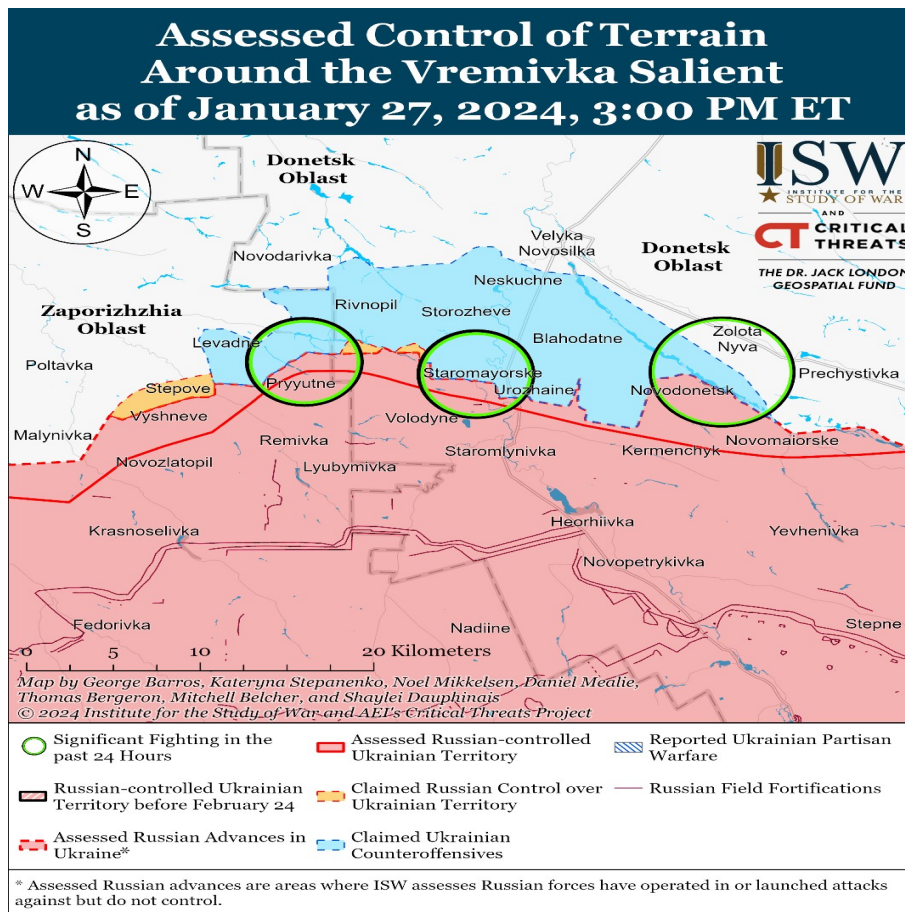 Assessed Control of Terrain
Around the Vremivka Salient
as of January 27, 2024, 3:00 PM ET
N
W
E
S
Donetsk
Oblast
ISW
INSTITUTE FOR THE
STUDY OF WAR
AND
CT CRITICAL
THREATS
THE DR. JACK LONDON
GEOSPATIAL FUND
Velyka
Novosilka
Donetsk
Oblast
Novodarivka
Neskuchne
Rivnopil
Storozheve
Zaporizhzhia
Oblast
Levadne
Blahodatne
Zolota
Nyva
Poltavka
Stepove
Pryyutne
Staromayorske
Urozhaine
Novodonetsk
Prechystivka
Vyshneve
Volodyne
Malynivka
Remivka
Novomaiorske
Novozlatopil
Lyubymivka
Staromlynivka
Kermenchyk
Krasnoselivka
Heorhiivka
Yevhenivka
Novopetrykivka
Fedorivka
Nadiine
Stepne
0 5 10 20 Kilometers
Map by George Barros, Kateryna Stepanenko, Noel Mikkelsen, Daniel Mealie,
Thomas Bergeron, Mitchell Belcher, and Shaylei Dauphinais
© 2024 Institute for the Study of War and AEI's Critical Threats Project
Significant Fighting in the
past 24 Hours
Assessed Russian-controlled
Ukrainian Territory
Reported Ukrainian Partisan
Warfare
Russian-controlled Ukrainian
Territory before February 24
Claimed Russian Control over
Ukrainian Territory
Russian Field Fortifications
Assessed Russian Advances in
Ukraine*
Claimed Ukrainian
Counteroffensives
* Assessed Russian advances are areas where ISW assesses Russian forces have operated in or launched attacks
against but do not control.